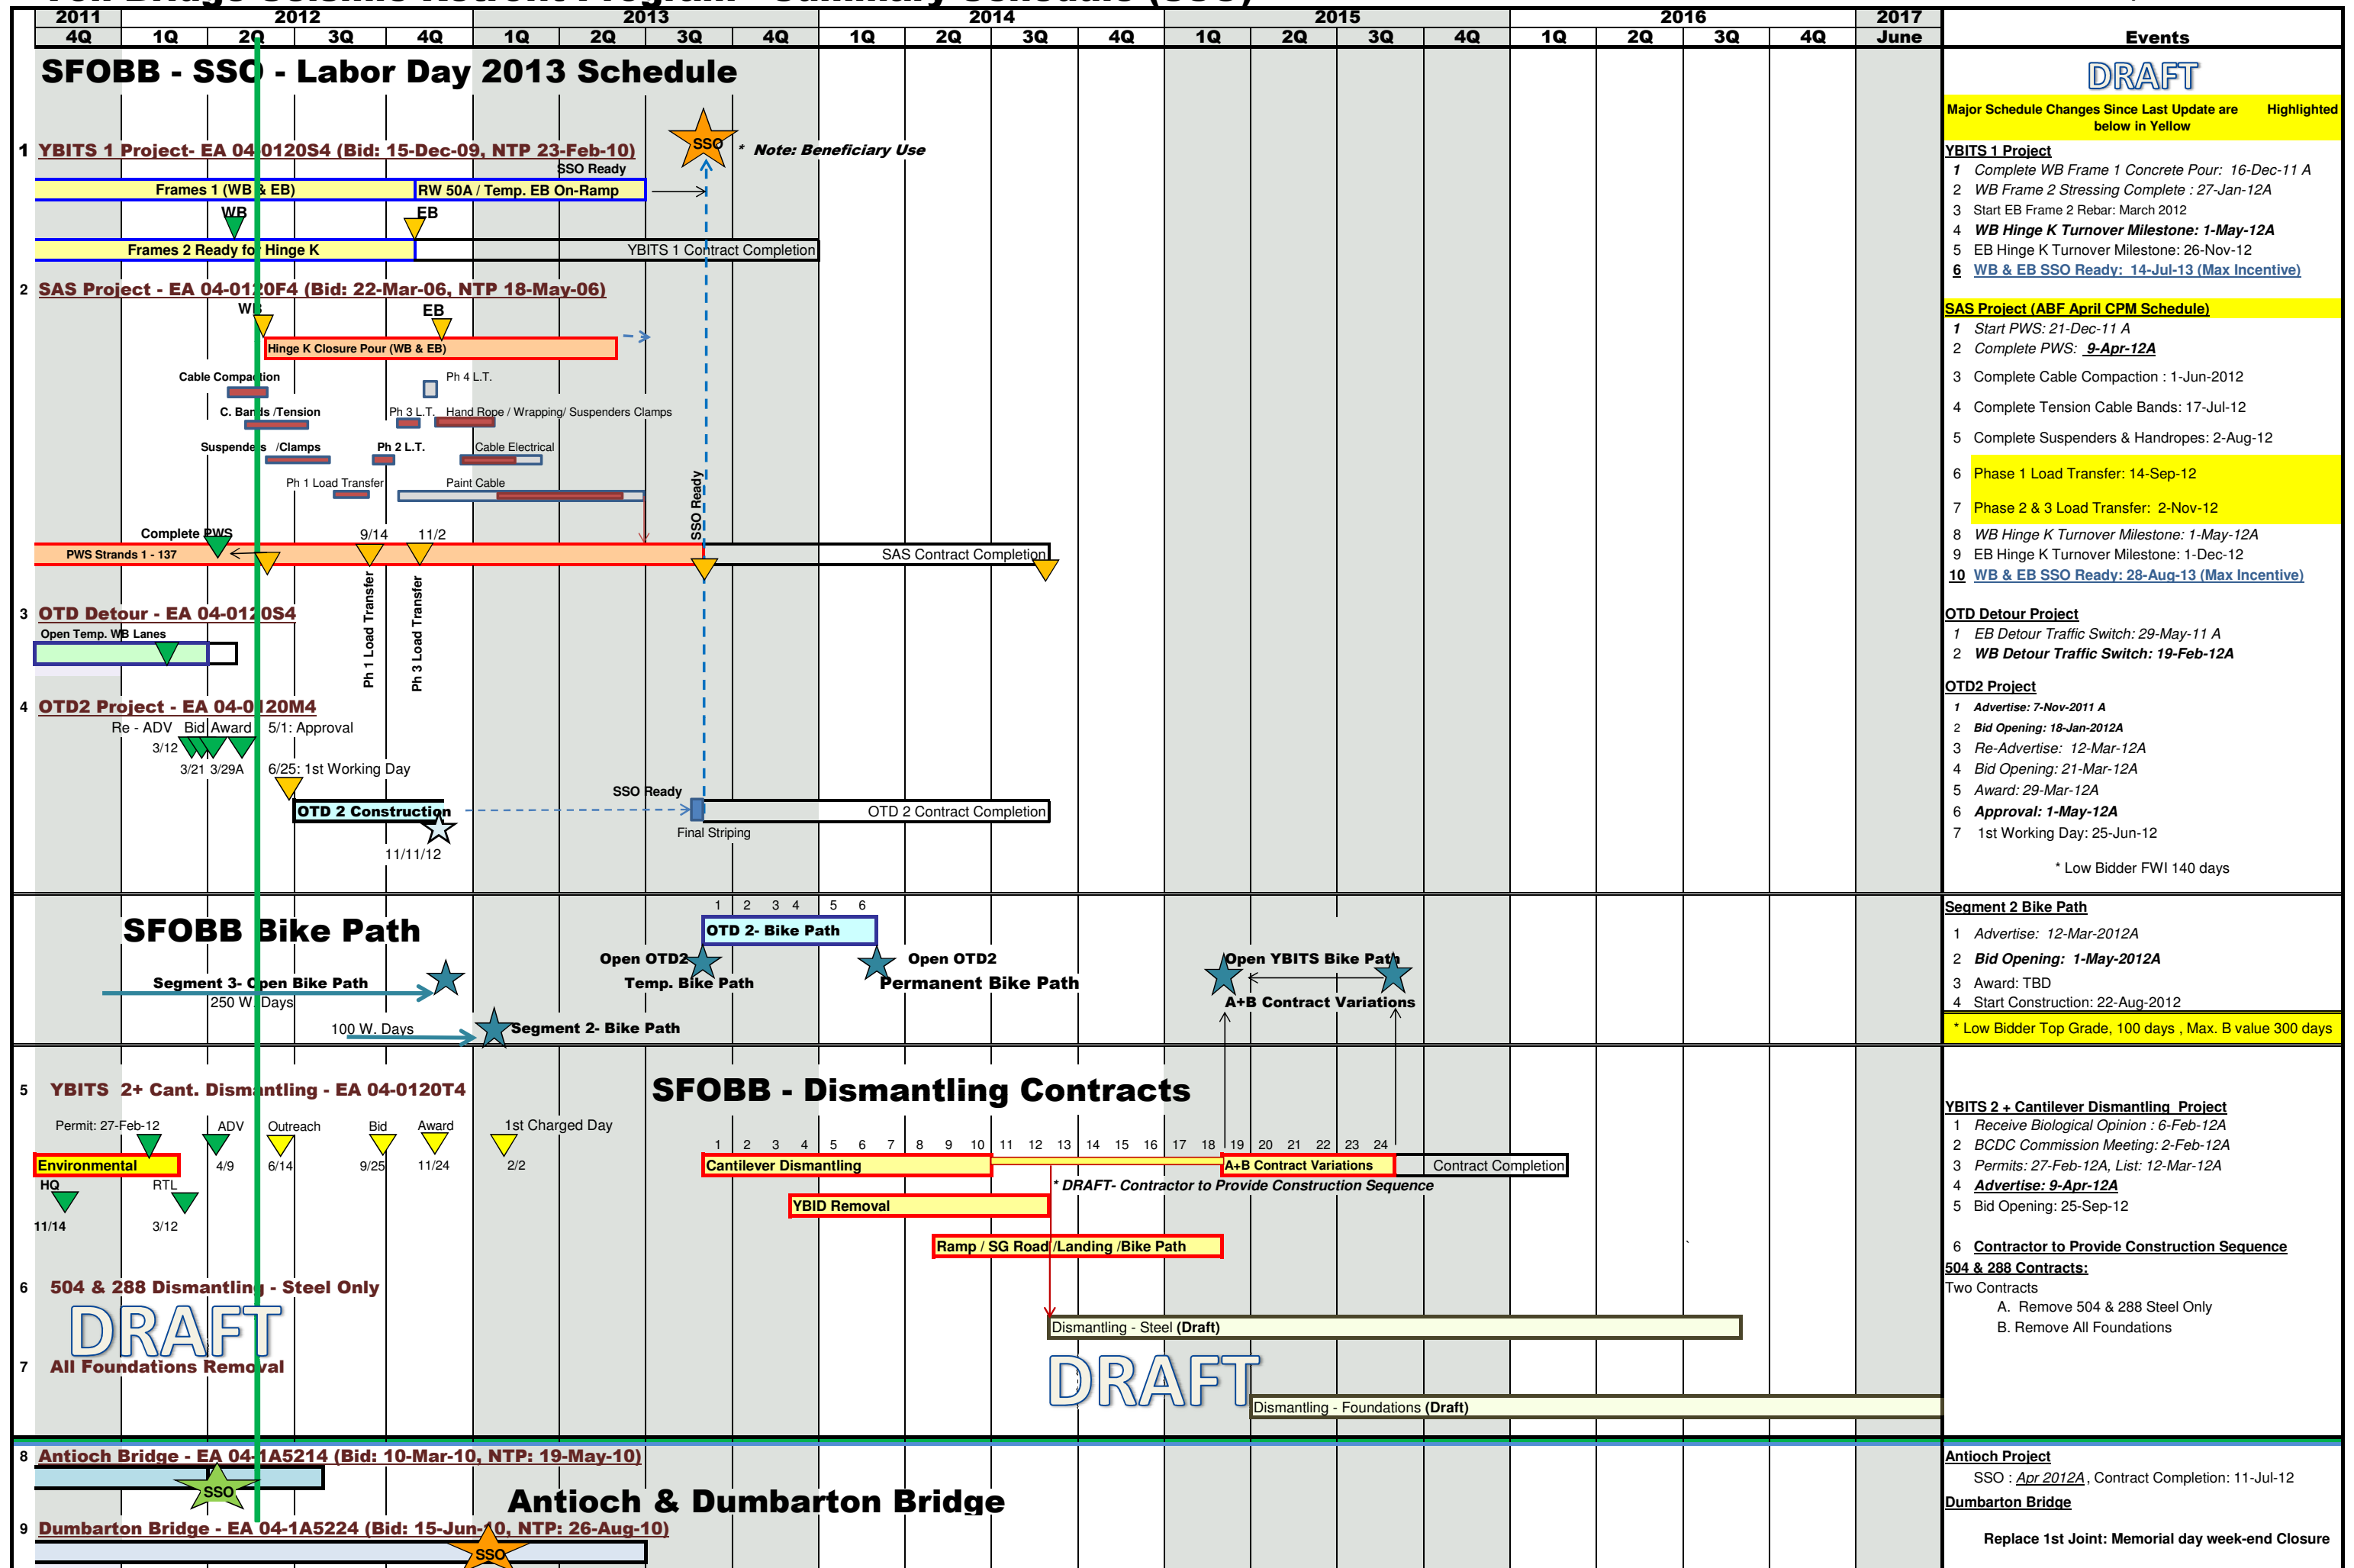 Toll Bridge Seismic Retrofit Program - Summary Schedule (SSO)
2011 2012 2013 2014 2015 2016 2017
4Q 1Q 2Q 3Q 4Q 1Q 2Q 3Q 4Q 1Q 2Q 3Q 4Q 1Q 2Q 3Q 4Q 1Q 2Q 3Q 4Q June Events
SFOBB - SSO - Labor Day 2013 Schedule
SSO
* Note: Beneficiary Use
1 YBITS 1 Project- EA 04-0120S4 (Bid: 15-Dec-09, NTP 23-Feb-10)
SSO Ready
Frames 1 (WB & EB) RW 50A / Temp. EB On-Ramp
WB EB
Frames 2 Ready for Hinge K YBITS 1 Contract Completion
2 SAS Project - EA 04-0120F4 (Bid: 22-Mar-06, NTP 18-May-06)
WB EB
Hinge K Closure Pour (WB & EB)
Cable Compaction Ph 4 L.T.
C. Bands /Tension Ph 3 L.T. Hand Rope / Wrapping/ Suspenders Clamps
Suspenders /Clamps Ph 2 L.T. Cable Electrical
Ph 1 Load Transfer Paint Cable
SSO Ready
Complete PWS 9/14 11/2
PWS Strands 1 - 137 SAS Contract Completion
Ph 1 Load Transfer
Ph 3 Load Transfer
3 OTD Detour - EA 04-0120S4
Open Temp. WB Lanes
4 OTD2 Project - EA 04-0120M4
Re - ADV Bid Award 5/1: Approval
3/12
3/21 3/29A 6/25: 1st Working Day
SSO Ready
OTD 2 Construction OTD 2 Contract Completion
Final Striping
11/11/12
SFOBB Bike Path
1 2 3 4 5 6
OTD 2- Bike Path
Open OTD2 Open OTD2 Open YBITS Bike Path
Segment 3- Open Bike Path Temp. Bike Path Permanent Bike Path
250 W. Days A+B Contract Variations
100 W. Days Segment 2- Bike Path
SFOBB - Dismantling Contracts
5 YBITS 2+ Cant. Dismantling - EA 04-0120T4
Permit: 27-Feb-12 ADV Outreach Bid Award 1st Charged Day
1 2 3 4 5 6 7 8 9 10 11 12 13 14 15 16 17 18 19 20 21 22 23 24
Environmental 4/9 6/14 9/25 11/24 2/2 Cantilever Dismantling A+B Contract Variations Contract Completion
HQ RTL * DRAFT- Contractor to Provide Construction Sequence
YBID Removal
11/14 3/12
Ramp / SG Road /Landing /Bike Path `
6 504 & 288 Dismantling - Steel Only
DRAFT
Dismantling - Steel (Draft)
7 All Foundations Removal
DRAFT
Dismantling - Foundations (Draft)
8 Antioch Bridge - EA 04-1A5214 (Bid: 10-Mar-10, NTP: 19-May-10)
SSO
Antioch & Dumbarton Bridge
9 Dumbarton Bridge - EA 04-1A5224 (Bid: 15-Jun-10, NTP: 26-Aug-10)
SSO
DRAFT
Major Schedule Changes Since Last Update are Highlighted
below in Yellow
YBITS 1 Project
1 Complete WB Frame 1 Concrete Pour: 16-Dec-11 A
2 WB Frame 2 Stressing Complete : 27-Jan-12A
3 Start EB Frame 2 Rebar: March 2012
4 WB Hinge K Turnover Milestone: 1-May-12A
5 EB Hinge K Turnover Milestone: 26-Nov-12
6 WB & EB SSO Ready: 14-Jul-13 (Max Incentive)
SAS Project (ABF April CPM Schedule)
1 Start PWS: 21-Dec-11 A
2 Complete PWS: 9-Apr-12A
3 Complete Cable Compaction : 1-Jun-2012
4 Complete Tension Cable Bands: 17-Jul-12
5 Complete Suspenders & Handropes: 2-Aug-12
6 Phase 1 Load Transfer: 14-Sep-12
7 Phase 2 & 3 Load Transfer: 2-Nov-12
8 WB Hinge K Turnover Milestone: 1-May-12A
9 EB Hinge K Turnover Milestone: 1-Dec-12
10 WB & EB SSO Ready: 28-Aug-13 (Max Incentive)
OTD Detour Project
1 EB Detour Traffic Switch: 29-May-11 A
2 WB Detour Traffic Switch: 19-Feb-12A
OTD2 Project
1 Advertise: 7-Nov-2011 A
2 Bid Opening: 18-Jan-2012A
3 Re-Advertise: 12-Mar-12A
4 Bid Opening: 21-Mar-12A
5 Award: 29-Mar-12A
6 Approval: 1-May-12A
7 1st Working Day: 25-Jun-12
* Low Bidder FWI 140 days
Segment 2 Bike Path
1 Advertise: 12-Mar-2012A
2 Bid Opening: 1-May-2012A
3 Award: TBD
4 Start Construction: 22-Aug-2012
* Low Bidder Top Grade, 100 days , Max. B value 300 days
YBITS 2 + Cantilever Dismantling Project
1 Receive Biological Opinion : 6-Feb-12A
2 BCDC Commission Meeting: 2-Feb-12A
3 Permits: 27-Feb-12A, List: 12-Mar-12A
4 Advertise: 9-Apr-12A
5 Bid Opening: 25-Sep-12
6 Contractor to Provide Construction Sequence
504 & 288 Contracts:
Two Contracts
A. Remove 504 & 288 Steel Only
B. Remove All Foundations
Antioch Project
SSO : Apr 2012A , Contract Completion: 11-Jul-12
Dumbarton Bridge
Replace 1st Joint: Memorial day week-end Closure